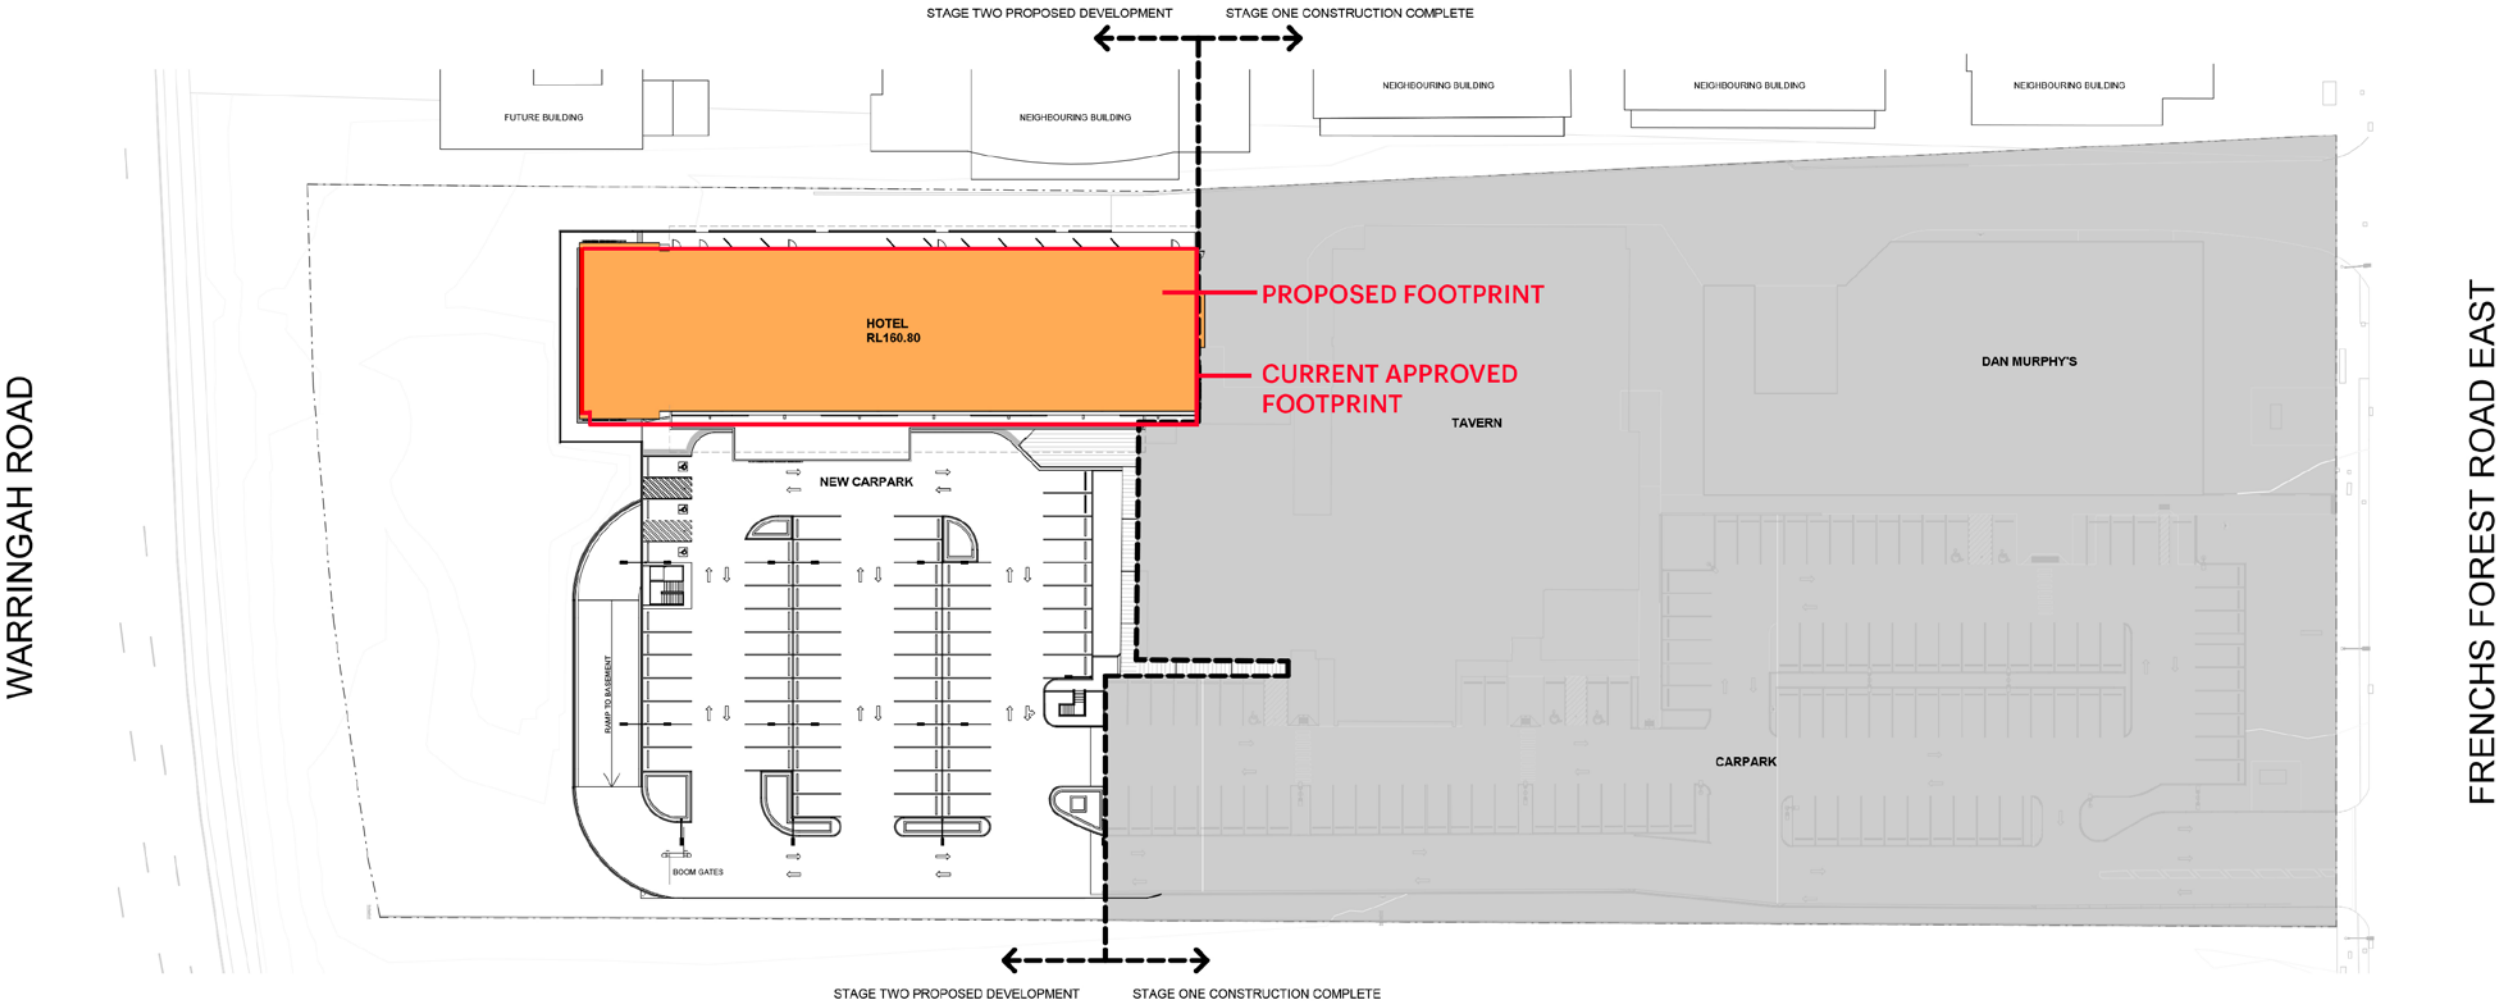 STAGE TWO PROPOSED DEVELOPMENT
STAGE ONE CONSTRUCTION COMPLETE
NEIGHBOURING BUILDING
NEIGHBOURING BUILDING
NEIGHBOURING BUILDING
FUTURE BUILDING
NEIGHBOURING BUILDING
PROPOSED FOOTPRINT
HOTEL
RL160.80
CURRENT APPROVED
FOOTPRINT
DAN MURPHY'S
TAVERN
WARRINGAH ROAD
FRENCHS FOREST ROAD EAST
NEW CARPARK
RAMP TO BASEMENT
CARPARK
BOOM GATES
STAGE TWO PROPOSED DEVELOPMENT
STAGE ONE CONSTRUCTION COMPLETE